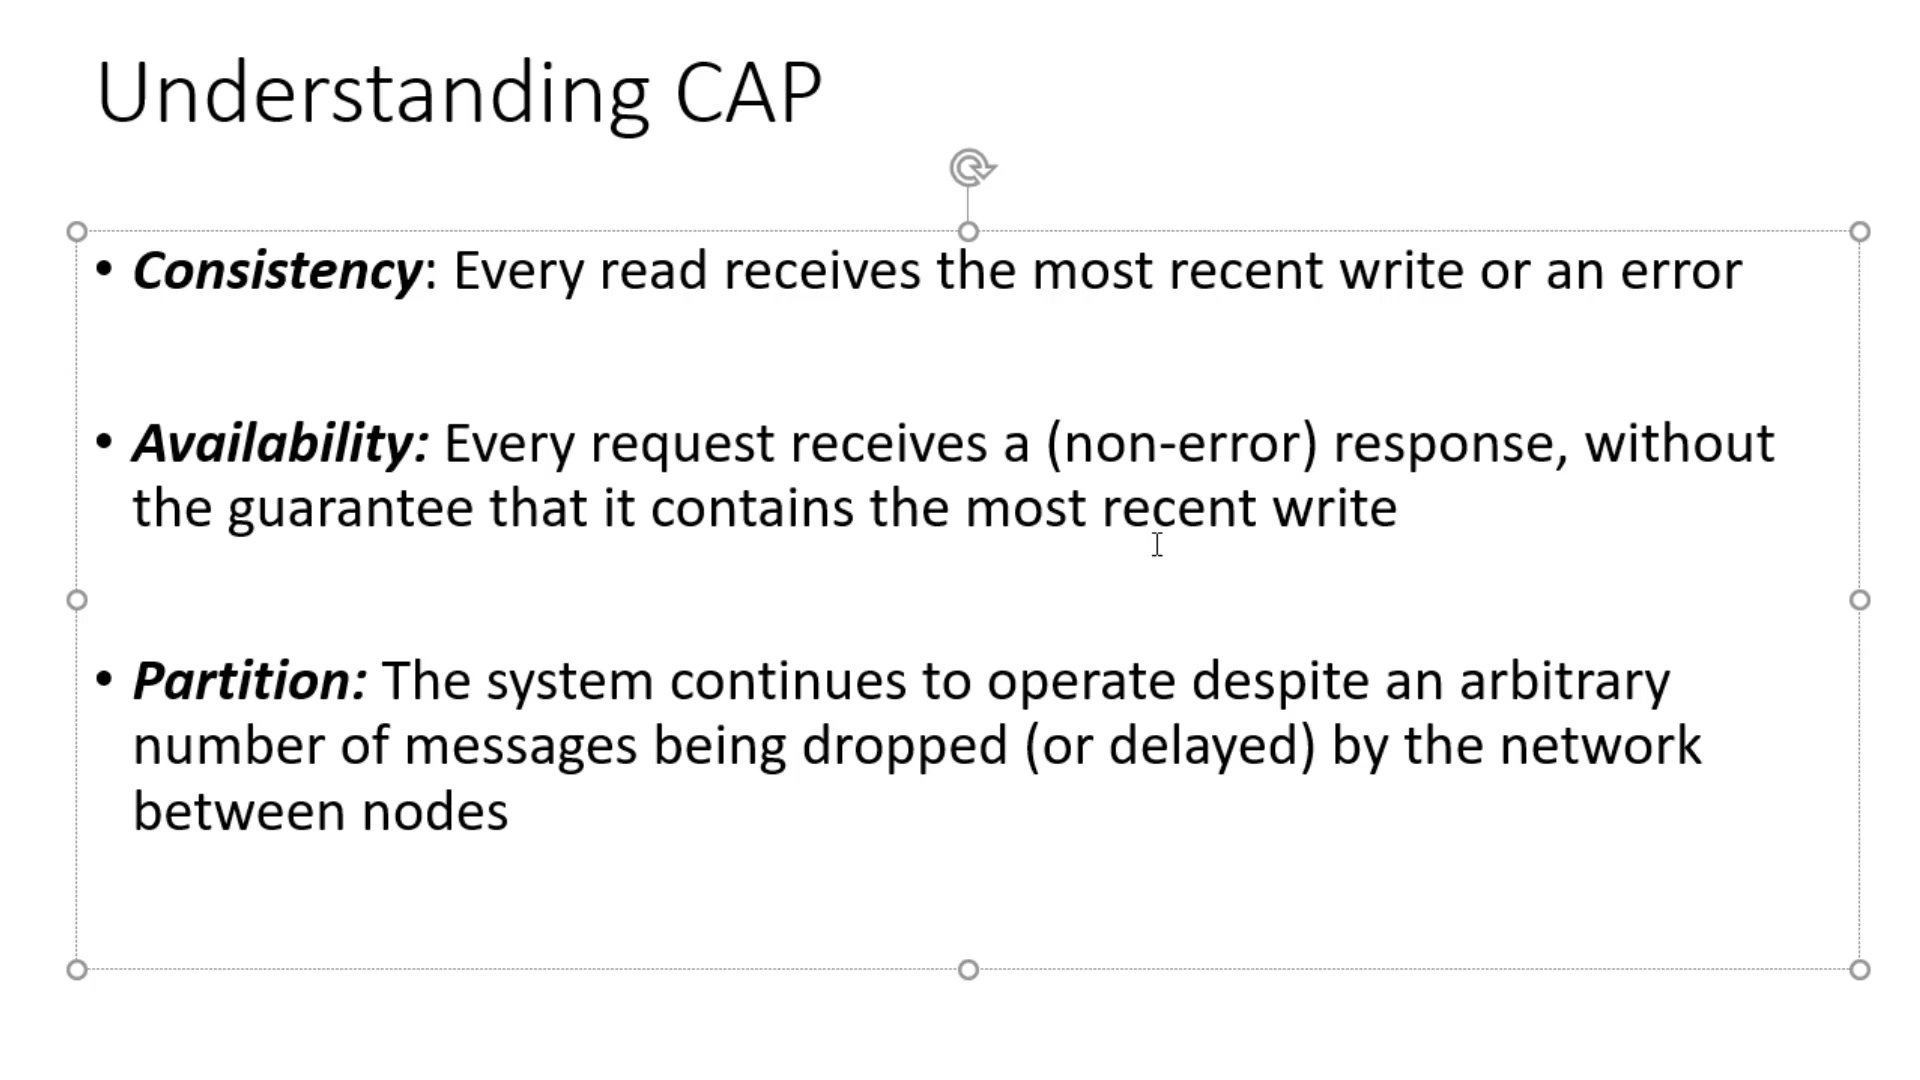 Understanding CAP
• Consistency: Every read receives the most recent write or an error
• Availability: Every request receives a (non-error) response, without
the guarantee that it contains the most recent write
• Partition: The system continues to operate despite an arbitrary
number of messages being dropped (or delayed) by the network
between nodes